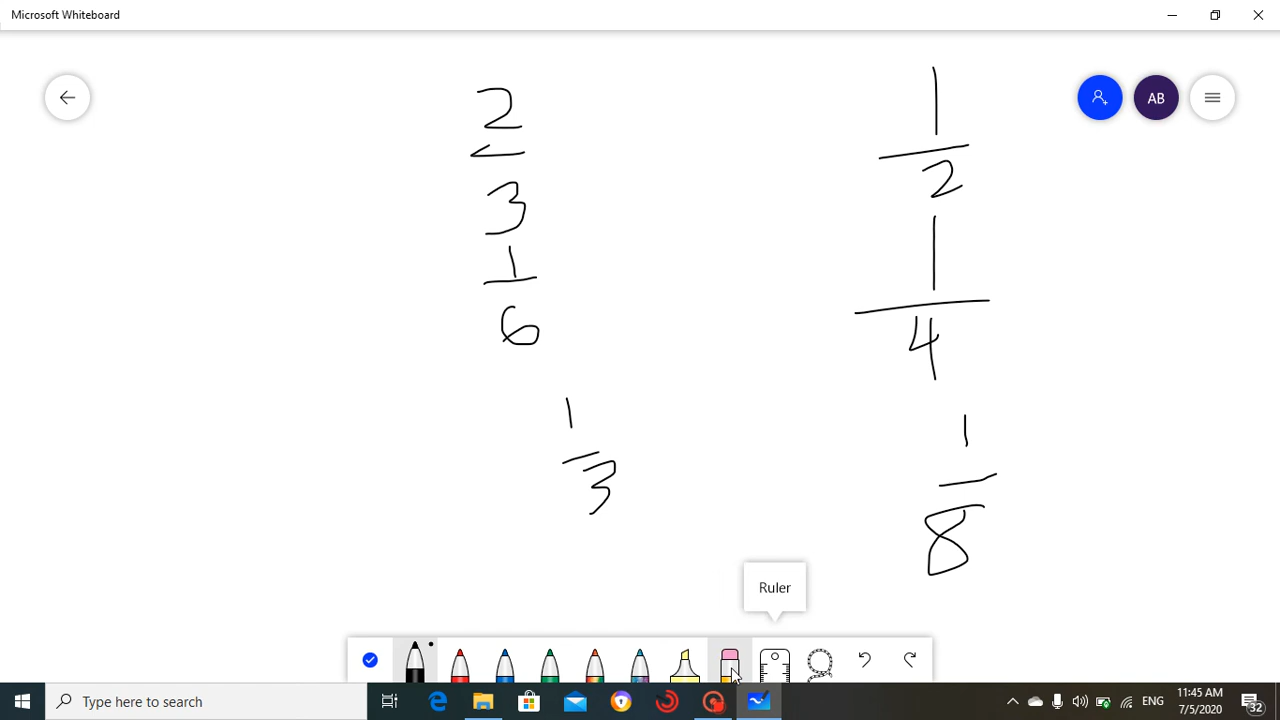 Microsoft Whiteboard
AB
2
3
1
6
1
3
1
2
1
4
1
8
Ruler
Type here to search
ENG
11:45 AM
7/5/2020
32